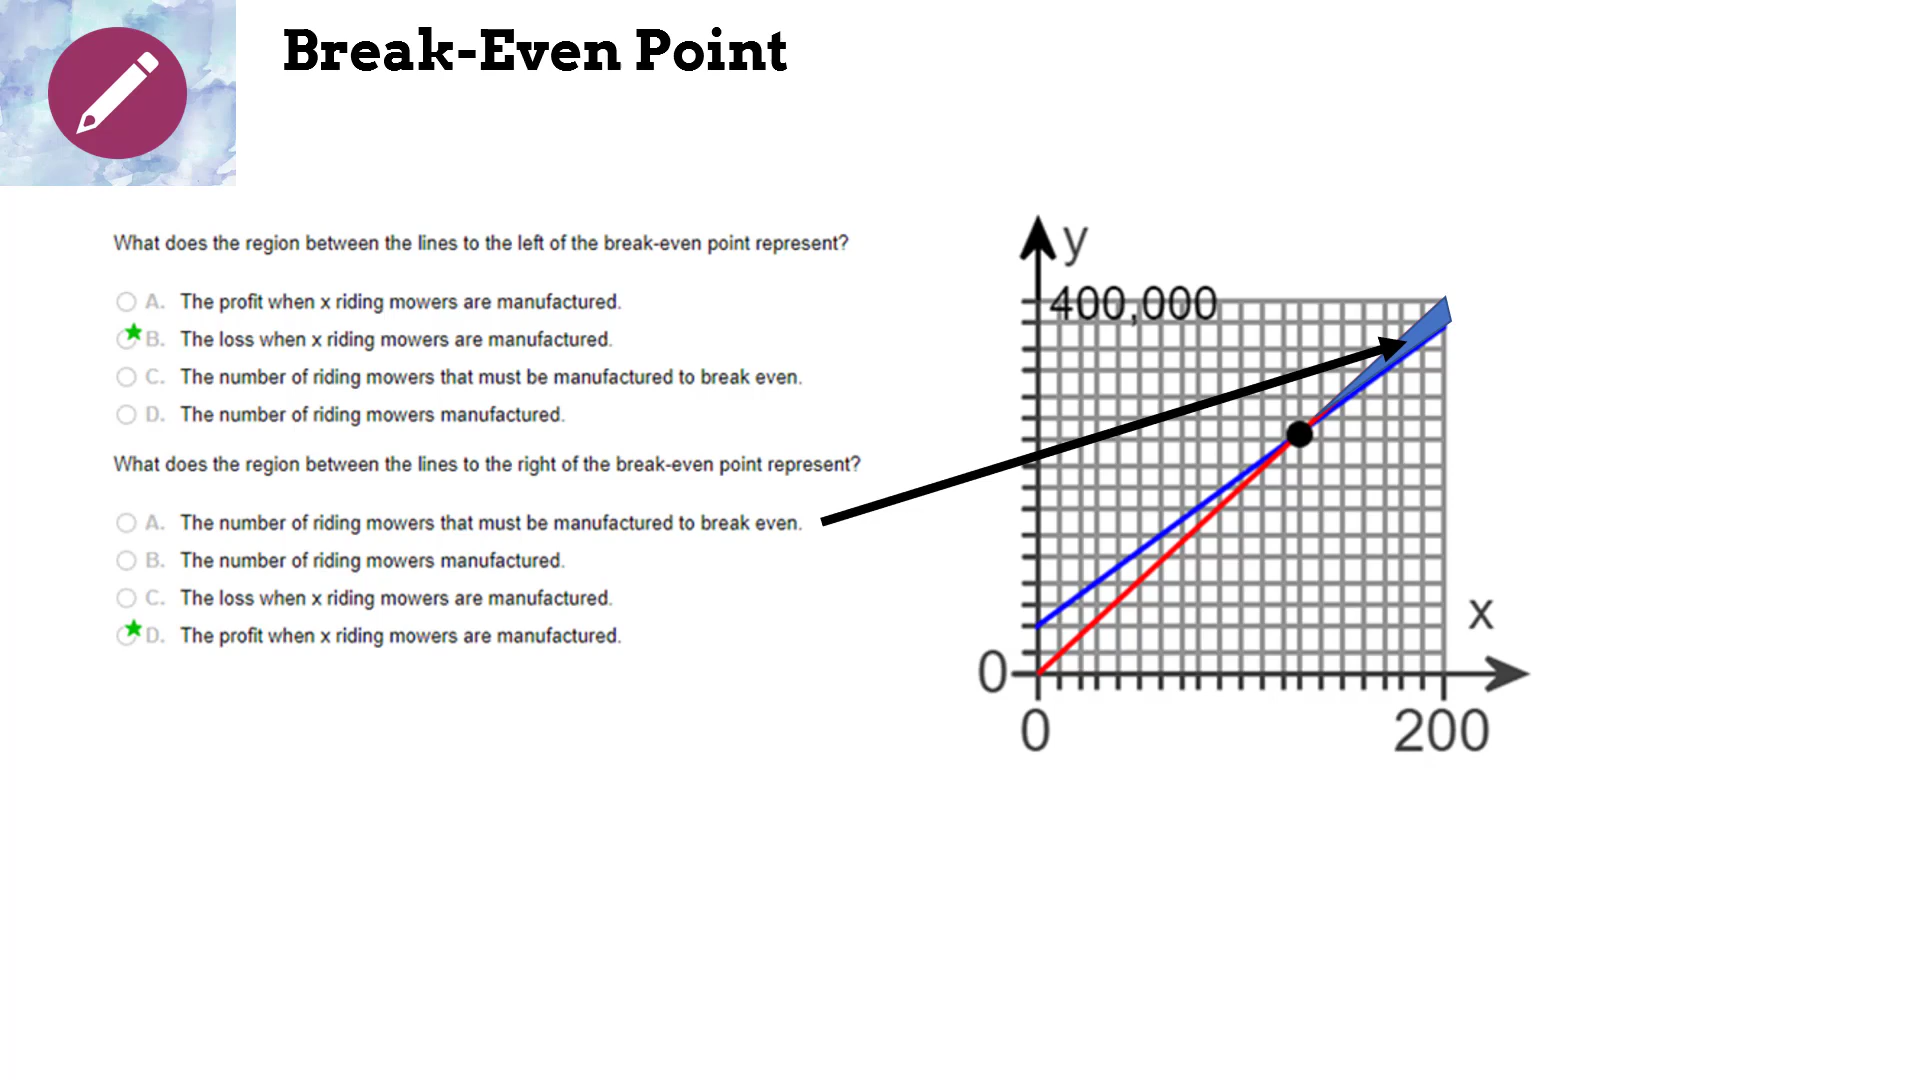 Break-Even Point
What does the region between the lines to the left of the break-even point represent?
A. The profit when x riding mowers are manufactured.
B. The loss when x riding mowers are manufactured.
C. The number of riding mowers that must be manufactured to break even.
D. The number of riding mowers manufactured.
What does the region between the lines to the right of the break-even point represent?
A. The number of riding mowers that must be manufactured to break even.
B. The number of riding mowers manufactured.
C. The loss when x riding mowers are manufactured.
D. The profit when x riding mowers are manufactured.
y
400,000
x
0
0
200